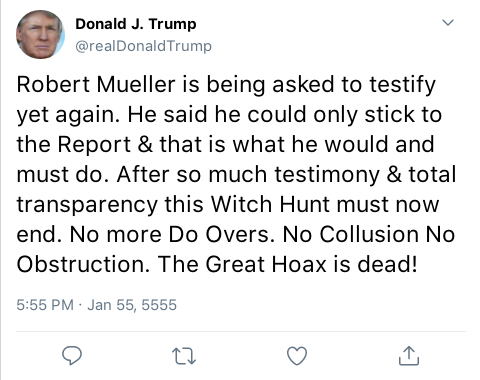 Donald J. Trump
@realDonaldTrump
Robert Mueller is being asked to testify
yet again. He said he could only stick to
the Report & that is what he would and
must do. After so much testimony & total
transparency this Witch Hunt must now
end. No more Do Overs. No Collusion No
Obstruction. The Great Hoax is dead!
5:55 PM · Jan 55, 5555